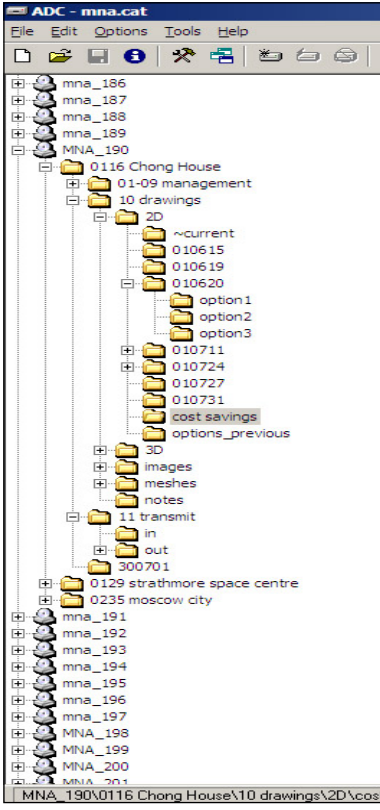 ADC - mna.cat
File Edit Options Tools Help
mna_186
mna_187
mna_188
mna_189
MNA_190
0116 Chong House
01-09 management
10 drawings
2D
~current
010615
010619
010620
option1
option2
option3
010711
010724
010727
010731
cost savings
options_previous
3D
images
meshes
notes
11 transmit
in
out
300701
0129 strathmore space centre
0235 moscow city
mna_191
mna_192
mna_193
mna_194
mna_195
mna_196
mna_197
MNA_198
MNA_199
MNA_200
MNA_201
MNA_190\0116 Chong House\10 drawings\2D\cos